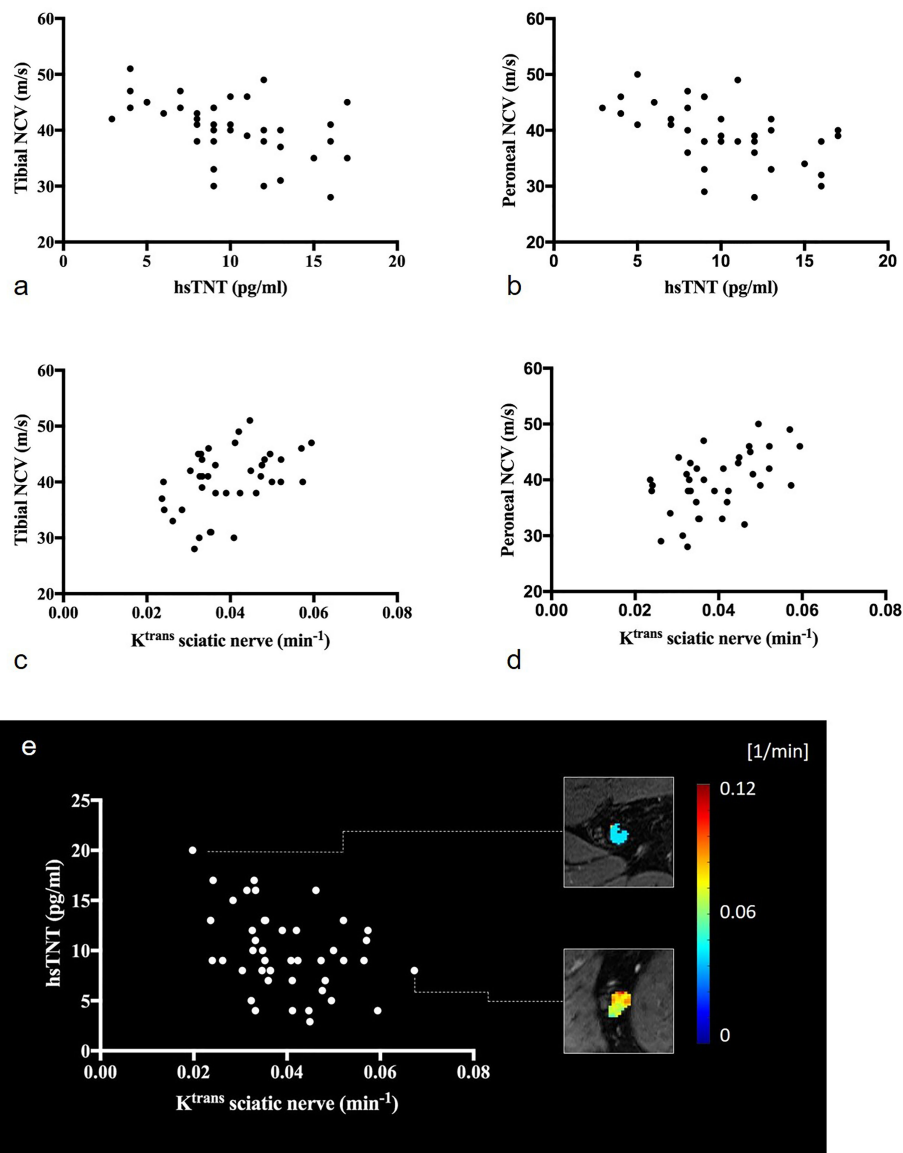 60
50
40
30
20
Tibial NCV (m/s)
0 5 10 15 20
hsTNT (pg/ml)
a
60
50
40
30
20
Peroneal NCV (m/s)
0 5 10 15 20
hsTNT (pg/ml)
b
60
50
40
30
20
Tibial NCV (m/s)
0.00 0.02 0.04 0.06 0.08
K^trans sciatic nerve (min^-1)
c
60
50
40
30
20
Peroneal NCV (m/s)
0.00 0.02 0.04 0.06 0.08
K^trans sciatic nerve (min^-1)
d
e
25
20
15
10
5
0
hsTNT (pg/ml)
0.00 0.02 0.04 0.06 0.08
K^trans sciatic nerve (min^-1)
[1/min]
0.12
0.06
0